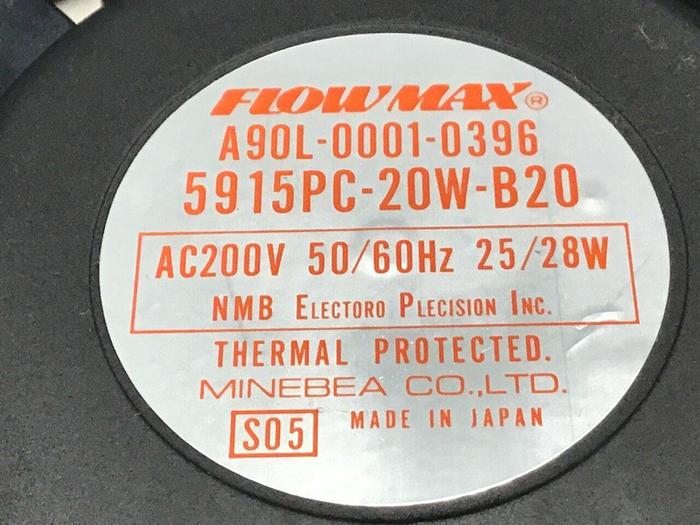 FLOWMAX®
A90L-0001-0396
5915PC-20W-B20
AC200V 50/60Hz 25/28W
NMB ELECTORO PLECISION INC.
THERMAL PROTECTED.
MINEBEA CO.,LTD.
S05 MADE IN JAPAN